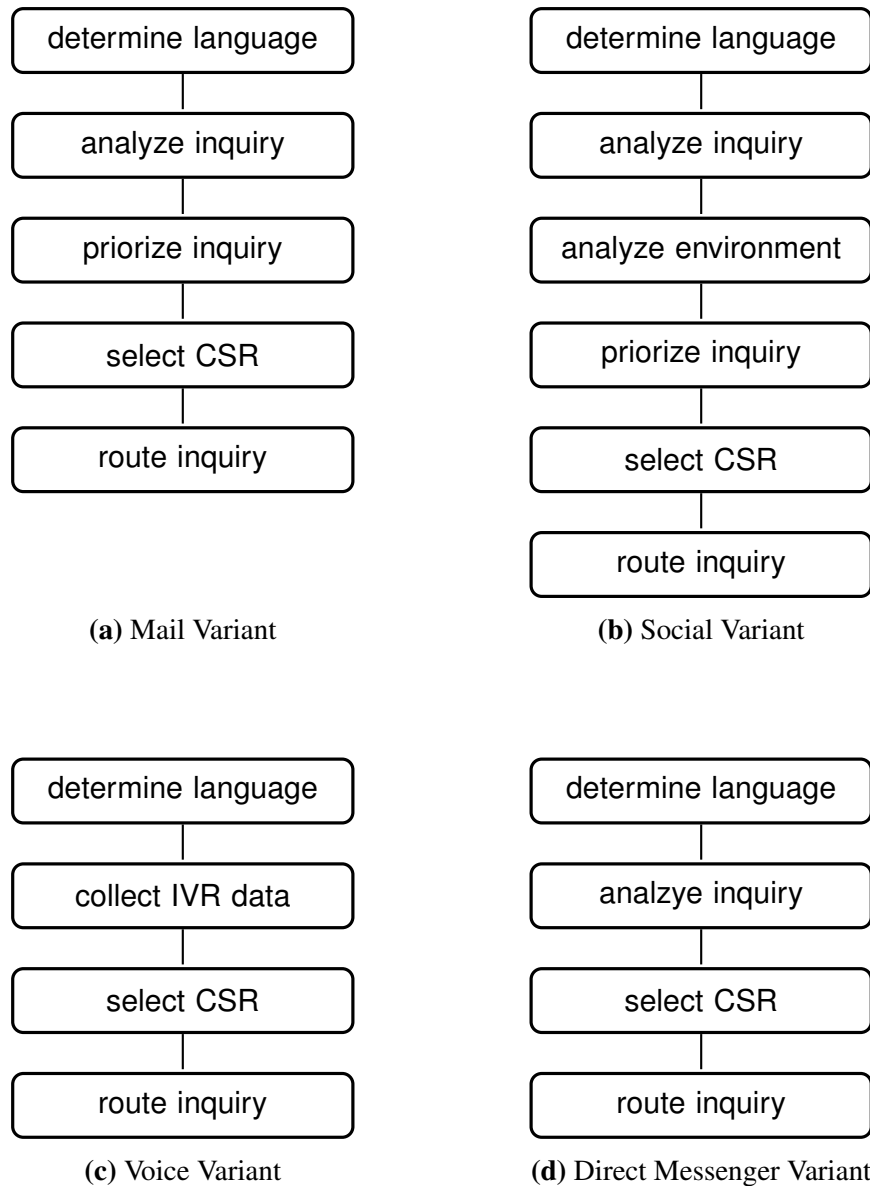 determine language
analyze inquiry
priorize inquiry
select CSR
route inquiry
(a) Mail Variant
determine language
analyze inquiry
analyze environment
priorize inquiry
select CSR
route inquiry
(b) Social Variant
determine language
collect IVR data
select CSR
route inquiry
(c) Voice Variant
determine language
analzye inquiry
select CSR
route inquiry
(d) Direct Messenger Variant